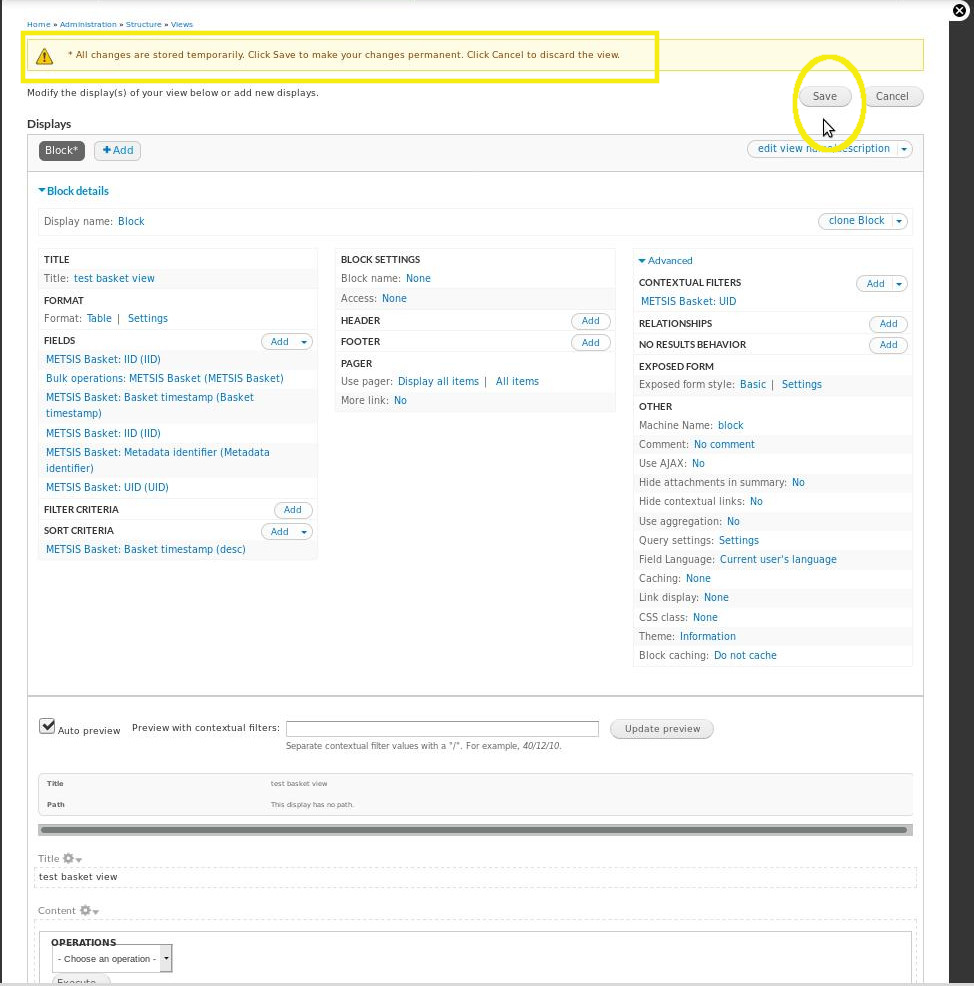 Home » Administration » Structure » Views
* All changes are stored temporarily. Click Save to make your changes permanent. Click Cancel to discard the view.
Modify the display(s) of your view below or add new displays.
Save
Cancel
Displays
Block*
Add
edit view name/description
Block details
Display name: Block
clone Block
TITLE
Title: test basket view
FORMAT
Format: Table | Settings
FIELDS
Add
METSIS Basket: IID (IID)
Bulk operations: METSIS Basket (METSIS Basket)
METSIS Basket: Basket timestamp (Basket
timestamp)
METSIS Basket: IID (IID)
METSIS Basket: Metadata identifier (Metadata
identifier)
METSIS Basket: UID (UID)
FILTER CRITERIA
Add
SORT CRITERIA
Add
METSIS Basket: Basket timestamp (desc)
BLOCK SETTINGS
Block name: None
Access: None
HEADER
Add
FOOTER
Add
PAGER
Use pager: Display all items | All items
More link: No
Advanced
CONTEXTUAL FILTERS
Add
METSIS Basket: UID
RELATIONSHIPS
Add
NO RESULTS BEHAVIOR
Add
EXPOSED FORM
Exposed form style: Basic | Settings
OTHER
Machine Name: block
Comment: No comment
Use AJAX: No
Hide attachments in summary: No
Hide contextual links: No
Use aggregation: No
Query settings: Settings
Field Language: Current user's language
Caching: None
Link display: None
CSS class: None
Theme: Information
Block caching: Do not cache
Auto preview
Preview with contextual filters:
Update preview
Separate contextual filter values with a "/". For example, 40/12/10.
Title test basket view
Path This display has no path.
Title
test basket view
Content
OPERATIONS
- Choose an operation -
Execute